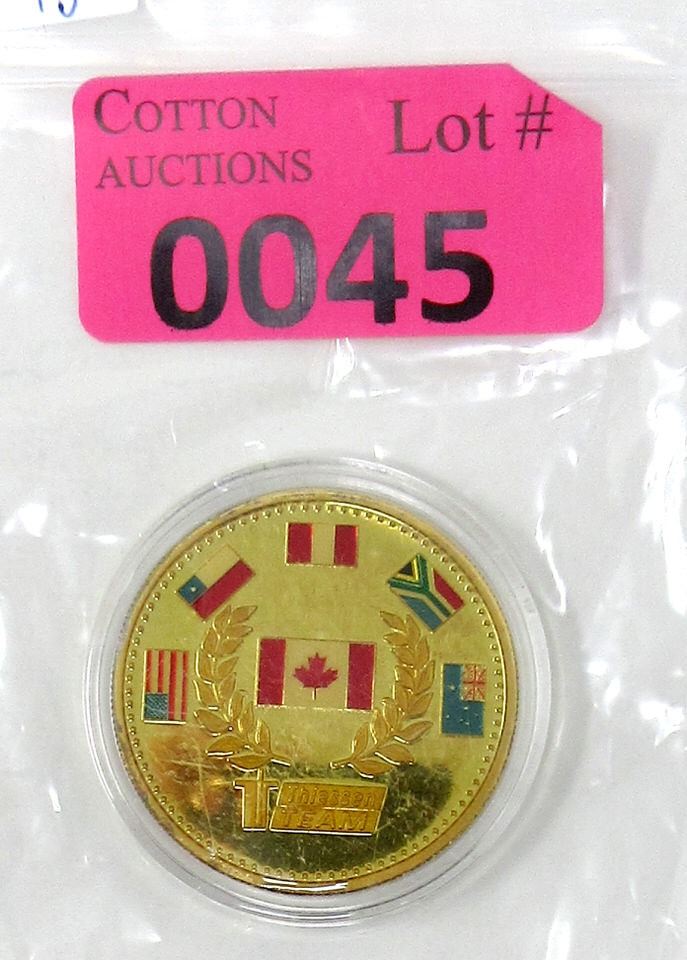 COTTON
AUCTIONS
Lot #
0045
Thiessen
TEAM